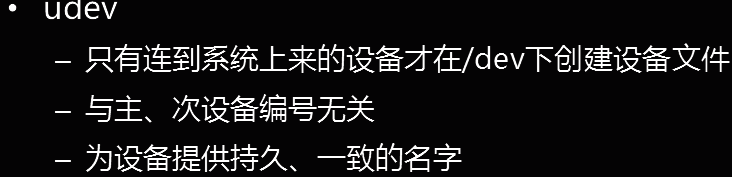 • udev
– 只有连到系统上来的设备才在/dev下创建设备文件
– 与主、次设备编号无关
– 为设备提供持久、一致的名字